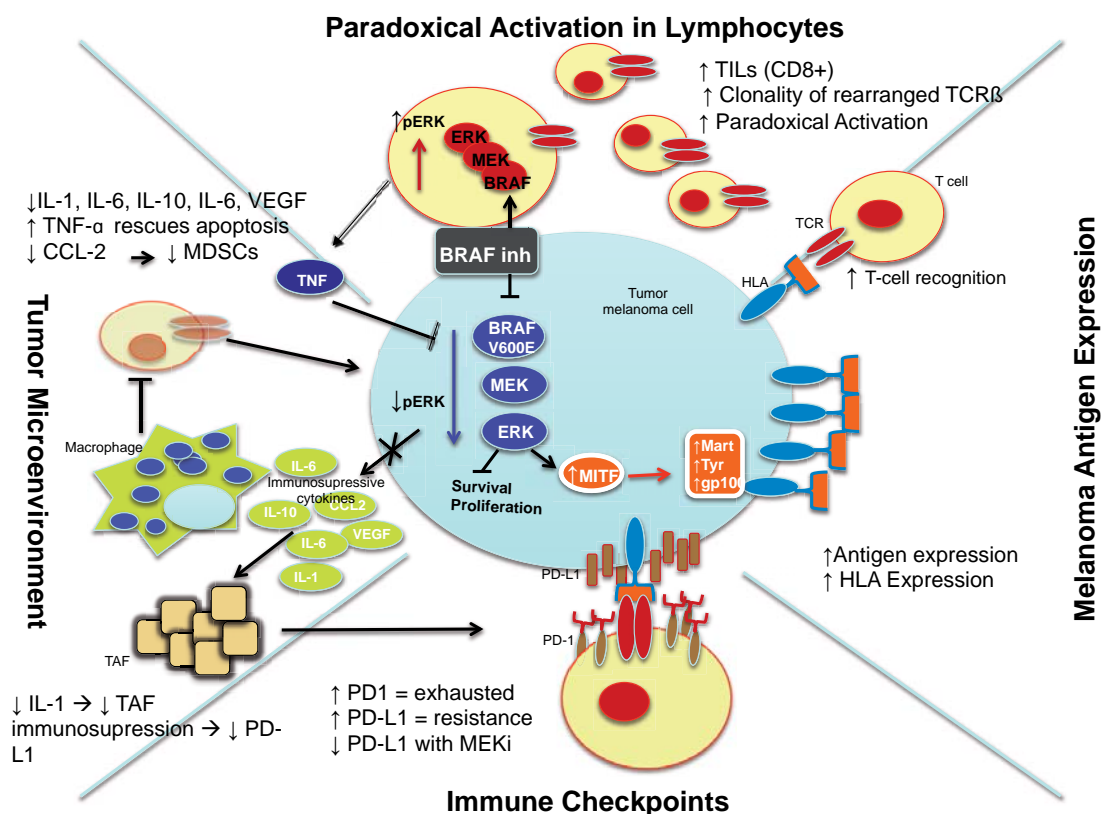 Paradoxical Activation in Lymphocytes
↑ TILs (CD8+)
↑ Clonality of rearranged TCRß
↑ Paradoxical Activation
↑pERK
ERK
MEK
BRAF
BRAF inh
T cell
TCR
HLA
↑ T-cell recognition
↓IL-1, IL-6, IL-10, IL-6, VEGF
↑ TNF-α rescues apoptosis
↓ CCL-2 → ↓ MDSCs
TNF
Tumor
melanoma cell
BRAF
V600E
MEK
ERK
↓pERK
Survival
Proliferation
↑MITF
↑Mart
↑Tyr
↑gp100
Tumor Microenvironment
Melanoma Antigen Expression
Macrophage
IL-6
Immunosupressive
cytokines
IL-10
CCL2
IL-6
VEGF
IL-1
TAF
PD-L1
PD-1
↑Antigen expression
↑ HLA Expression
↓ IL-1 → ↓ TAF
immunosupression → ↓ PD-
L1
↑ PD1 = exhausted
↑ PD-L1 = resistance
↓ PD-L1 with MEKi
Immune Checkpoints